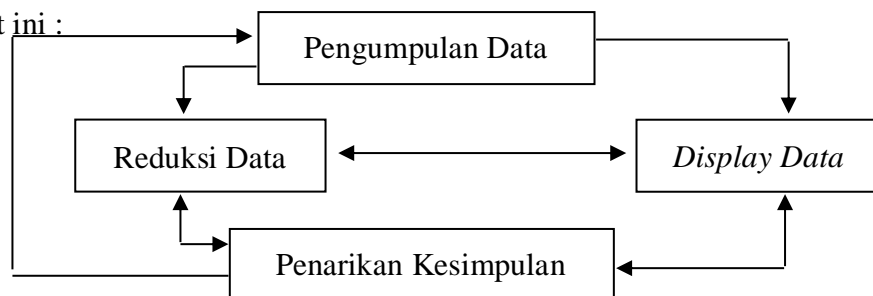 t ini :
Pengumpulan Data
Reduksi Data
Display Data
Penarikan Kesimpulan